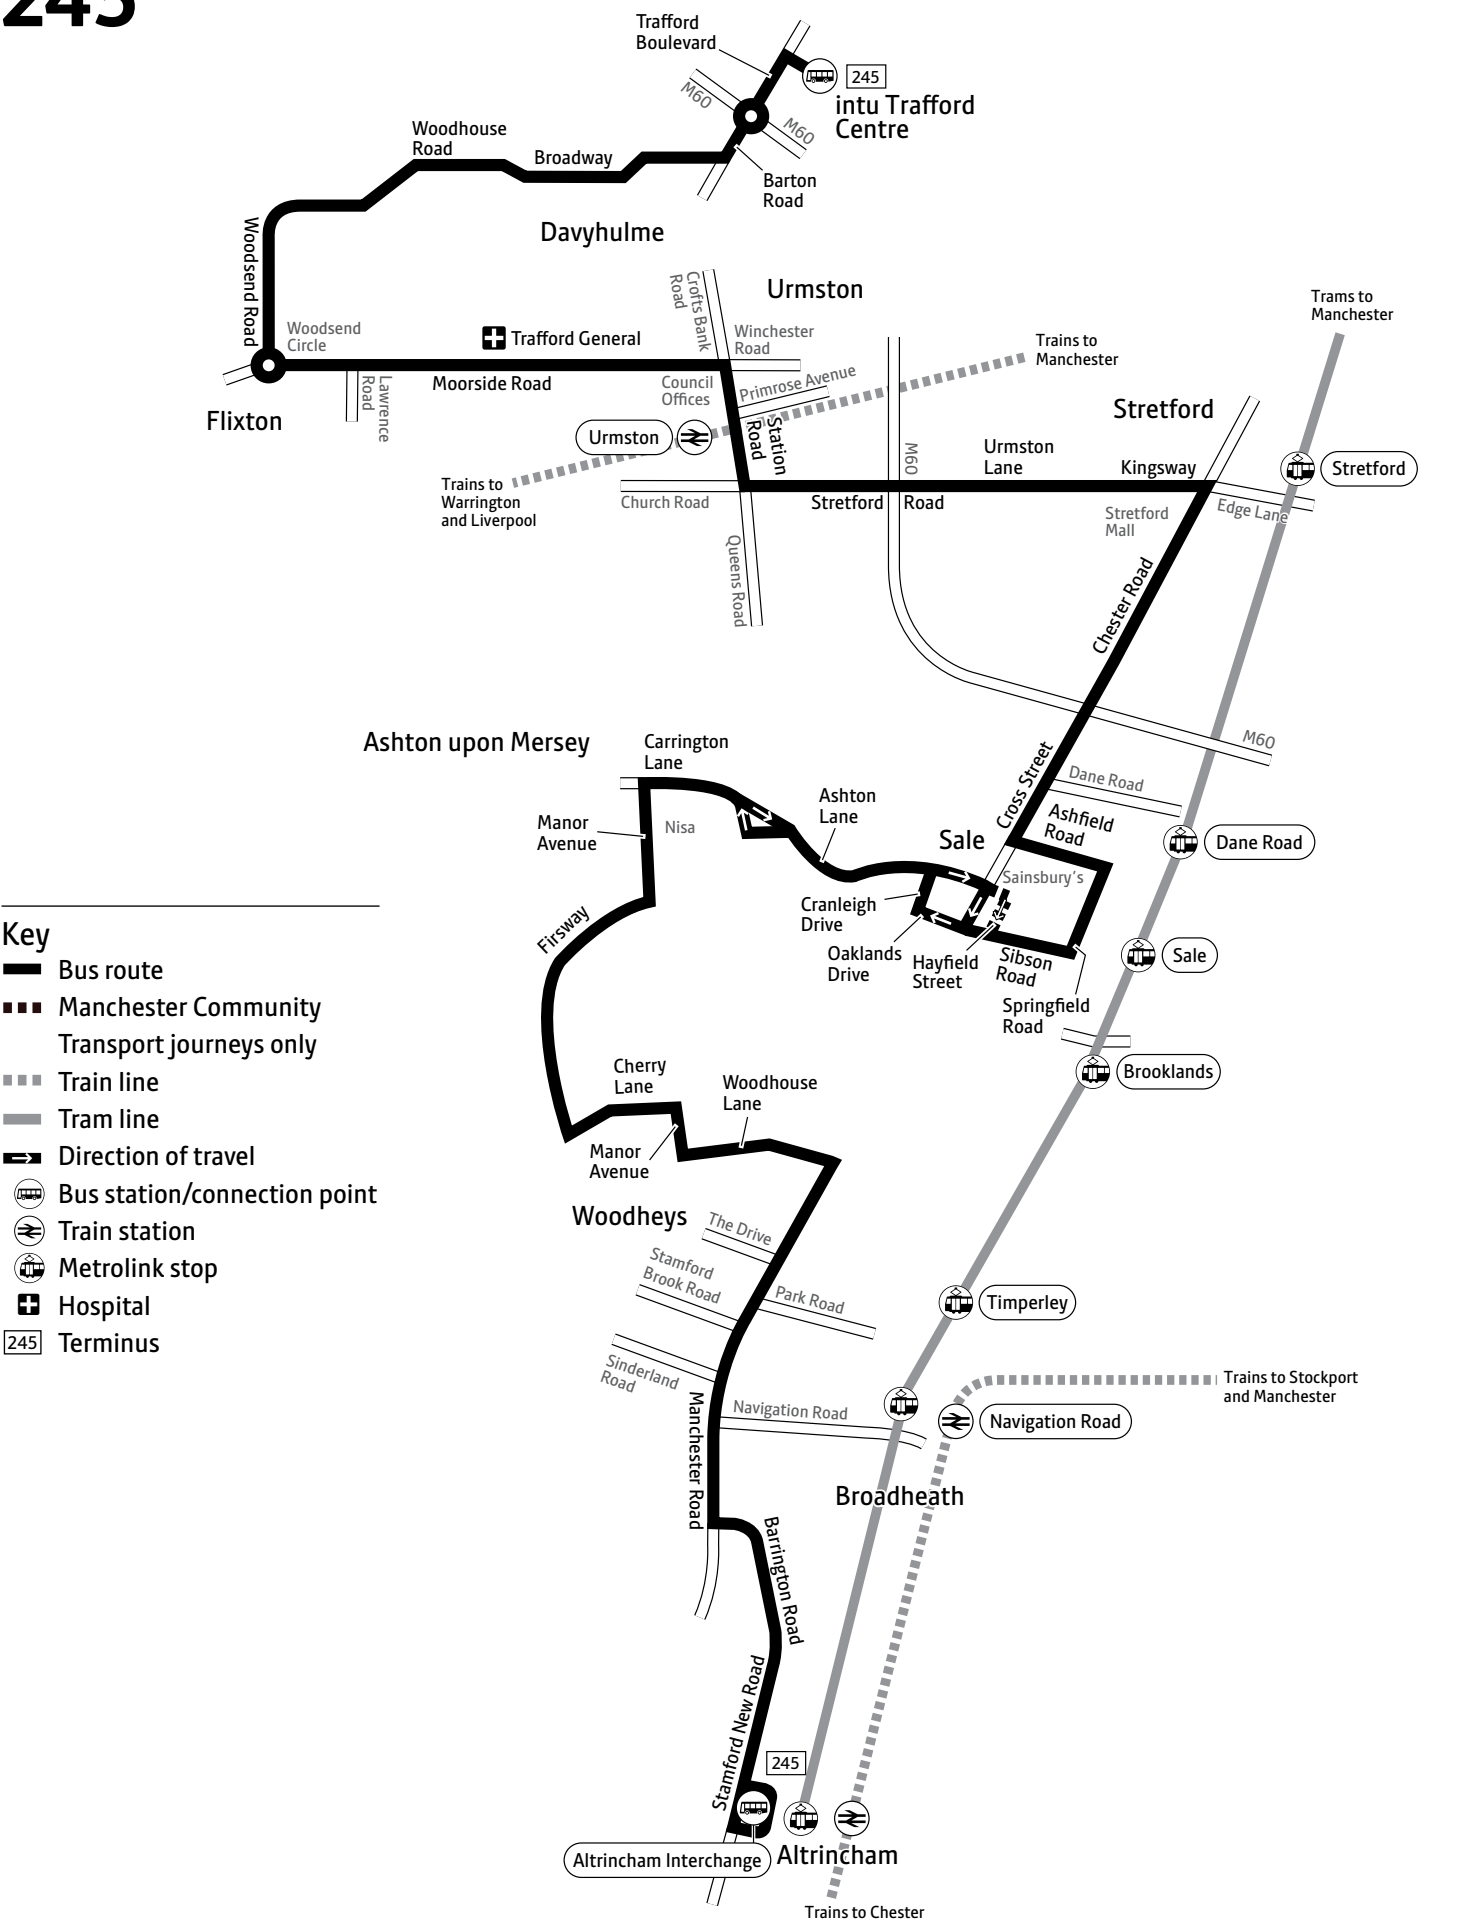 245
Trafford
Boulevard
245
intu Trafford
Centre
M60
M60
Woodhouse
Road
Broadway
Barton
Road
Davyhulme
Woodsend Road
Urmston
Crofts Bank
Road
Woodsend
Circle
Trafford General
Winchester
Road
Trams to
Manchester
Trains to
Manchester
Moorside Road
Lawrence
Road
Council
Offices
Primrose Avenue
Flixton
Urmston
Station
Road
Stretford
M60
Urmston
Lane
Kingsway
Stretford
Trains to
Warrington
and Liverpool
Church Road
Stretford
Road
Stretford
Mall
Edge Lane
Queens Road
Chester Road
M60
Ashton upon Mersey
Carrington
Lane
Cross Street
Dane Road
Manor
Avenue
Nisa
Ashton
Lane
Sale
Ashfield
Road
Dane Road
Sainsbury's
Cranleigh
Drive
Firsway
Oaklands
Drive
Hayfield
Street
Sibson
Road
Sale
Springfield
Road
Brooklands
Key
Bus route
Manchester Community
Transport journeys only
Train line
Tram line
Direction of travel
Bus station/connection point
Train station
Metrolink stop
Hospital
245
Terminus
Cherry
Lane
Woodhouse
Lane
Manor
Avenue
Woodheys
The Drive
Stamford
Brook Road
Park Road
Timperley
Sinderland
Road
Trains to Stockport
and Manchester
Manchester Road
Navigation Road
Navigation Road
Broadheath
Barrington Road
Stamford New Road
245
Altrincham Interchange
Altrincham
Trains to Chester